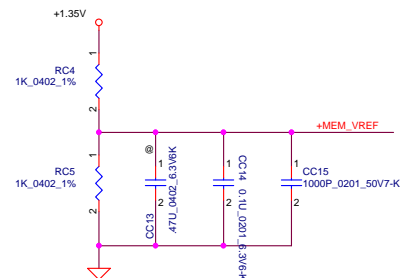 +1.35V
1
RC4
1K_0402_1%
2
+MEM_VREF
1
RC5
1K_0402_1%
2
@
1
2
CC13
.47U_0402_6.3V6K
1
2
CC14 0.1U_0201_6.3V6-K
1
CC15
1000P_0201_50V7-K
2